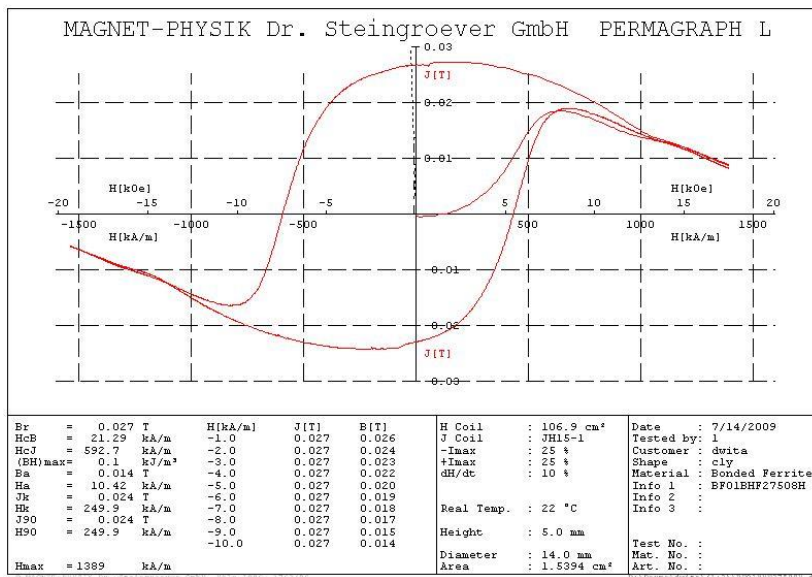 MAGNET-PHYSIK Dr. Steingroever GmbH PERMAGRAPH L
0.03
J[T]
0.02
0.01
H[kOe] H[kOe]
-20 -15 -10 -5 5 10 15 20
-1500 -1000 -500 500 1000 1500
H[kA/m] H[kA/m]
0.01
0.02
J[T]
0.03
Br = 0.027 T H[kA/m] J[T] B[T] H Coil : 106.9 cm² Date : 7/14/2009
HcB = 21.29 kA/m -1.0 0.027 0.026 J Coil : JH15-1 Tested by: 1
HcJ = 592.7 kA/m -2.0 0.027 0.024 -Imax : 25 % Customer : dwita
(BH)max= 0.1 kJ/m³ -3.0 0.027 0.023 +Imax : 25 % Shape : cly
Ba = 0.014 T -4.0 0.027 0.022 dH/dt : 10 % Material : Bonded Ferrite
Ha = 10.42 kA/m -5.0 0.027 0.020 Info 1 : BF01BHF27508H
Jk = 0.024 T -6.0 0.027 0.019 Info 2 :
Hk = 249.9 kA/m -7.0 0.027 0.018 Real Temp. : 22 °C Info 3 :
J90 = 0.024 T -8.0 0.027 0.017
H90 = 249.9 kA/m -9.0 0.027 0.015 Height : 5.0 mm
-10.0 0.027 0.014 Test No. :
Diameter : 14.0 mm Mat. No. :
Hmax = 1389 kA/m Area : 1.5394 cm² Art. No. :